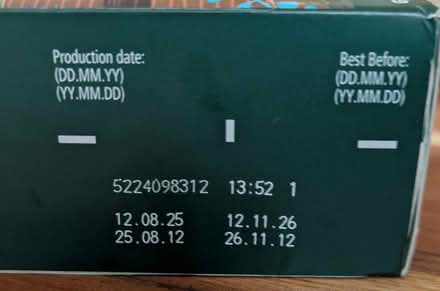 Production date:
(DD.MM.YY)
(YY.MM.DD)
Best Before:
(DD.MM.YY)
(YY.MM.DD)
5224098312 13:52 1
12.08.25 12.11.26
25.08.12 26.11.12